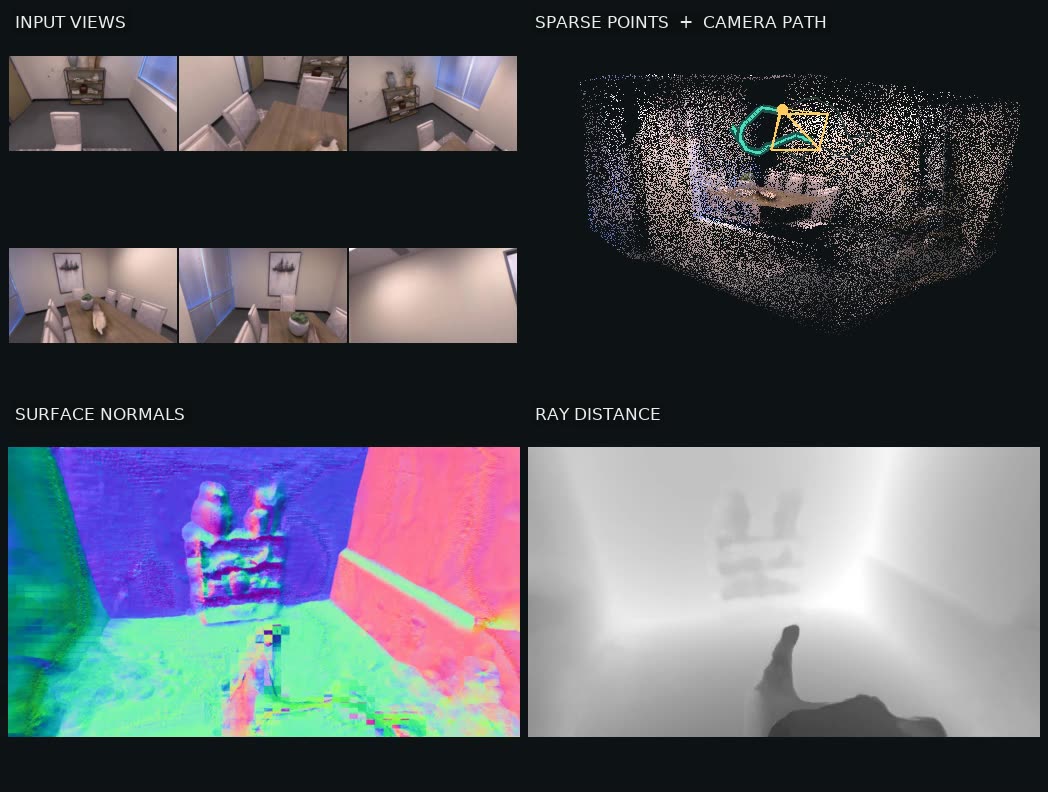 INPUT VIEWS
SPARSE POINTS + CAMERA PATH
SURFACE NORMALS
RAY DISTANCE